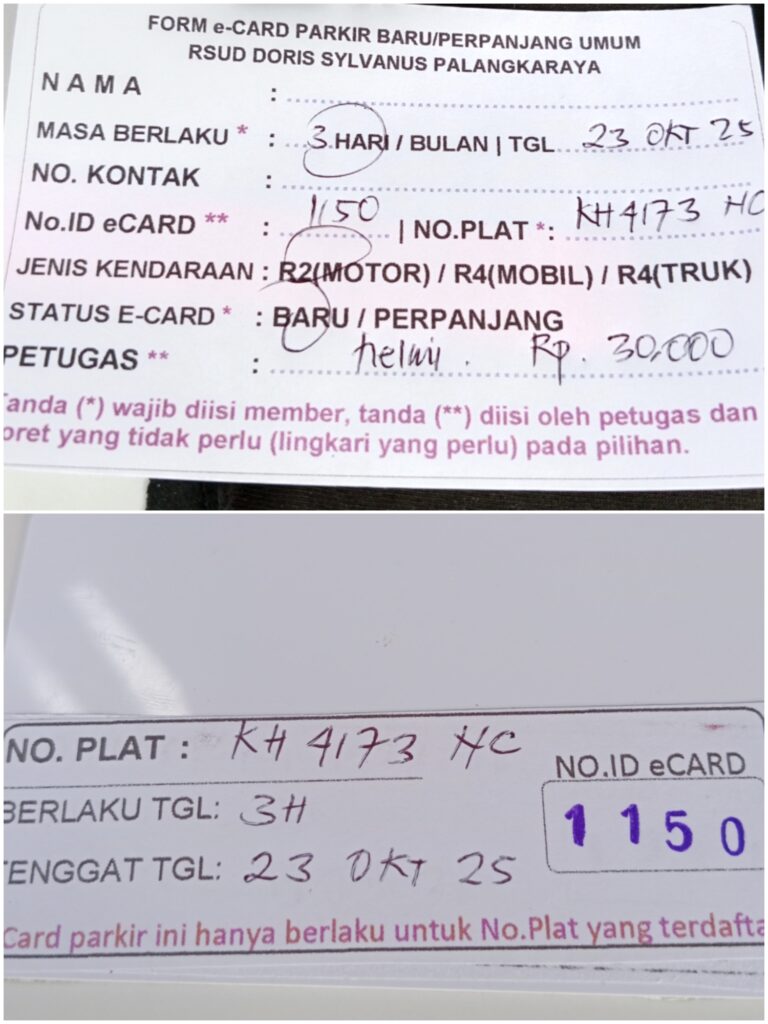 FORM e-CARD PARKIR BARU/PERPANJANG UMUM
RSUD DORIS SYLVANUS PALANGKARAYA
NAMA :
MASA BERLAKU * : 3 HARI / BULAN | TGL 23 OKT 25
NO. KONTAK :
No.ID eCARD ** : 1150 | NO.PLAT *: KH 4173 HC
JENIS KENDARAAN : R2(MOTOR) / R4(MOBIL) / R4(TRUK)
STATUS E-CARD * : BARU / PERPANJANG
PETUGAS ** : helmy . Rp. 30,000
anda (*) wajib diisi member, tanda (**) diisi oleh petugas dan
oret yang tidak perlu (lingkari yang perlu) pada pilihan.
NO. PLAT : KH 4173 HC
NO.ID eCARD
BERLAKU TGL: 3H
1150
TENGGAT TGL: 23 OKT 25
Card parkir ini hanya berlaku untuk No.Plat yang terdafta